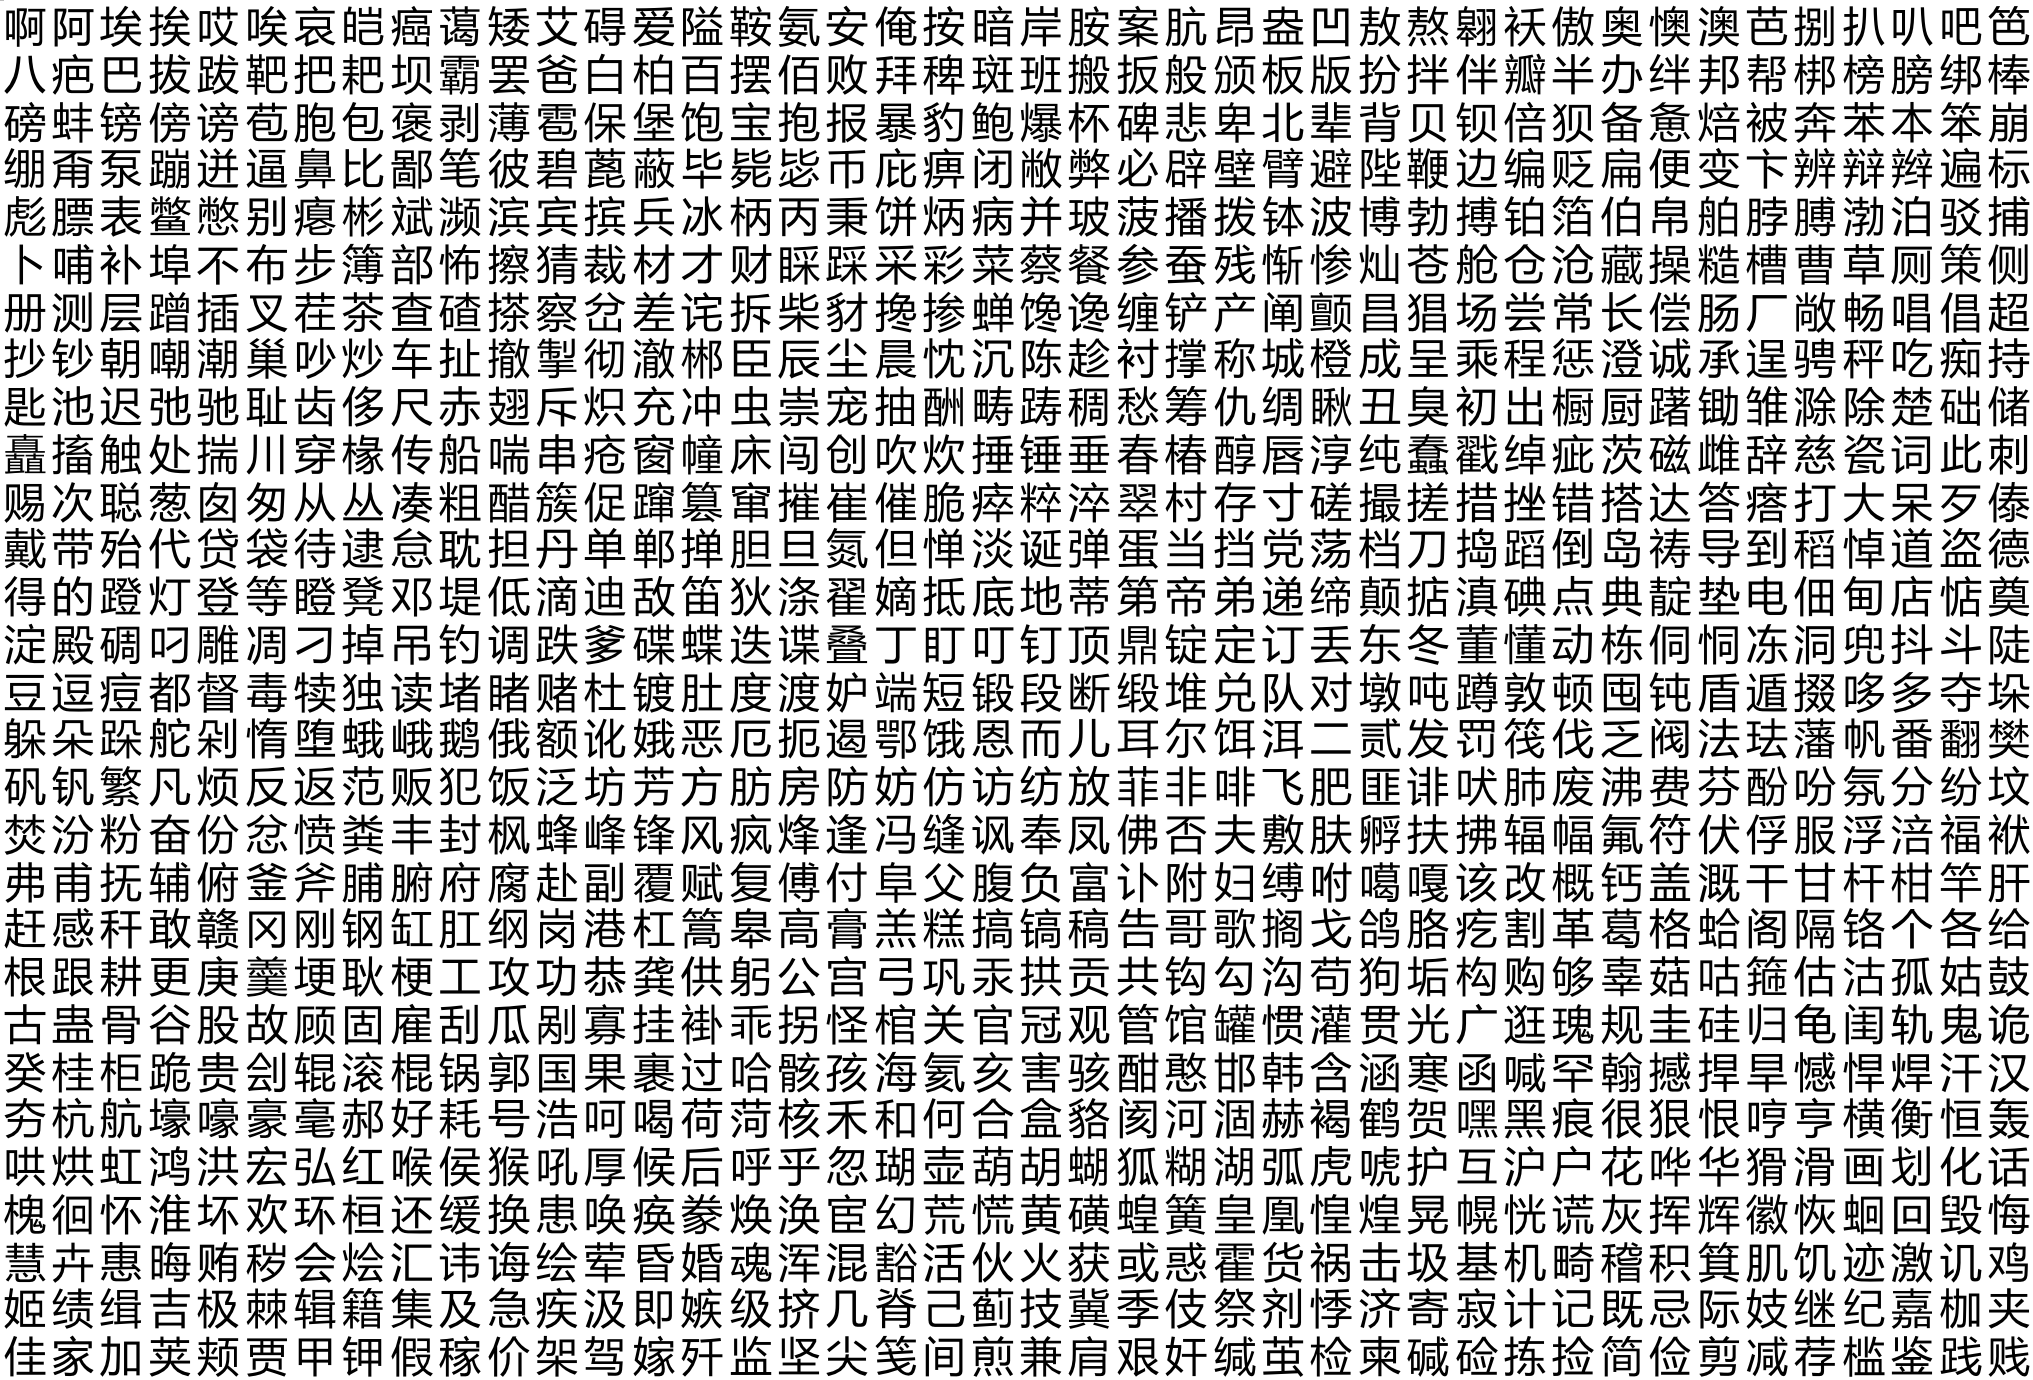 啊阿埃挨哎唉哀皑癌蔼矮艾碍爱隘鞍氨安俺按暗岸胺案肮昂盎凹敖熬翱袄傲奥懊澳芭捌扒叭吧笆
八疤巴拔跋靶把耙坝霸罢爸白柏百摆佰败拜稗斑班搬扳般颁板版扮拌伴瓣半办绊邦帮梆榜膀绑棒
磅蚌镑傍谤苞胞包褒剥薄雹保堡饱宝抱报暴豹鲍爆杯碑悲卑北辈背贝钡倍狈备惫焙被奔苯本笨崩
绷甭泵蹦迸逼鼻比鄙笔彼碧蓖蔽毕毙毖币庇痹闭敝弊必辟壁臂避陛鞭边编贬扁便变卞辨辩辫遍标
彪膘表鳖憋别瘪彬斌濒滨宾摈兵冰柄丙秉饼炳病并玻菠播拨钵波博勃搏铂箔伯帛舶脖膊渤泊驳捕
卜哺补埠不布步簿部怖擦猜裁材才财睬踩采彩菜蔡餐参蚕残惭惨灿苍舱仓沧藏操糙槽曹草厕策侧
册测层蹭插叉茬茶查碴搽察岔差诧拆柴豺搀掺蝉馋谗缠铲产阐颤昌猖场尝常长偿肠厂敞畅唱倡超
抄钞朝嘲潮巢吵炒车扯撤掣彻澈郴臣辰尘晨忱沉陈趁衬撑称城橙成呈乘程惩澄诚承逞骋秤吃痴持
匙池迟弛驰耻齿侈尺赤翅斥炽充冲虫崇宠抽酬畴踌稠愁筹仇绸瞅丑臭初出橱厨躇锄雏滁除楚础储
矗搐触处揣川穿椽传船喘串疮窗幢床闯创吹炊捶锤垂春椿醇唇淳纯蠢戳绰疵茨磁雌辞慈瓷词此刺
赐次聪葱囱匆从丛凑粗醋簇促蹿篡窜摧崔催脆瘁粹淬翠村存寸磋撮搓措挫错搭达答瘩打大呆歹傣
戴带殆代贷袋待逮怠耽担丹单郸掸胆旦氮但惮淡诞弹蛋当挡党荡档刀捣蹈倒岛祷导到稻悼道盗德
得的蹬灯登等瞪凳邓堤低滴迪敌笛狄涤翟嫡抵底地蒂第帝弟递缔颠掂滇碘点典靛垫电佃甸店惦奠
淀殿碉叼雕凋刁掉吊钓调跌爹碟蝶迭谍叠丁盯叮钉顶鼎锭定订丢东冬董懂动栋侗恫冻洞兜抖斗陡
豆逗痘都督毒犊独读堵睹赌杜镀肚度渡妒端短锻段断缎堆兑队对墩吨蹲敦顿囤钝盾遁掇哆多夺垛
躲朵跺舵剁惰堕蛾峨鹅俄额讹娥恶厄扼遏鄂饿恩而儿耳尔饵洱二贰发罚筏伐乏阀法珐藩帆番翻樊
矾钒繁凡烦反返范贩犯饭泛坊芳方肪房防妨仿访纺放菲非啡飞肥匪诽吠肺废沸费芬酚吩氛分纷坟
焚汾粉奋份忿愤粪丰封枫蜂峰锋风疯烽逢冯缝讽奉凤佛否夫敷肤孵扶拂辐幅氟符伏俘服浮涪福袱
弗甫抚辅俯釜斧脯腑府腐赴副覆赋复傅付阜父腹负富讣附妇缚咐噶嘎该改概钙盖溉干甘杆柑竿肝
赶感秆敢赣冈刚钢缸肛纲岗港杠篙皋高膏羔糕搞镐稿告哥歌搁戈鸽胳疙割革葛格蛤阁隔铬个各给
根跟耕更庚羹埂耿梗工攻功恭龚供躬公宫弓巩汞拱贡共钩勾沟苟狗垢构购够辜菇咕箍估沽孤姑鼓
古蛊骨谷股故顾固雇刮瓜剐寡挂褂乖拐怪棺关官冠观管馆罐惯灌贯光广逛瑰规圭硅归龟闺轨鬼诡
癸桂柜跪贵刽辊滚棍锅郭国果裹过哈骸孩海氦亥害骇酣憨邯韩含涵寒函喊罕翰撼捍旱憾悍焊汗汉
夯杭航壕嚎豪毫郝好耗号浩呵喝荷菏核禾和何合盒貉阂河涸赫褐鹤贺嘿黑痕很狠恨哼亨横衡恒轰
哄烘虹鸿洪宏弘红喉侯猴吼厚候后呼乎忽瑚壶葫胡蝴狐糊湖弧虎唬护互沪户花哗华猾滑画划化话
槐徊怀淮坏欢环桓还缓换患唤痪豢焕涣宦幻荒慌黄磺蝗簧皇凰惶煌晃幌恍谎灰挥辉徽恢蛔回毁悔
慧卉惠晦贿秽会烩汇讳诲绘荤昏婚魂浑混豁活伙火获或惑霍货祸击圾基机畸稽积箕肌饥迹激讥鸡
姬绩缉吉极棘辑籍集及急疾汲即嫉级挤几脊己蓟技冀季伎祭剂悸济寄寂计记既忌际妓继纪嘉枷夹
佳家加荚颊贾甲钾假稼价架驾嫁歼监坚尖笺间煎兼肩艰奸缄茧检柬碱硷拣捡简俭剪减荐槛鉴践贱